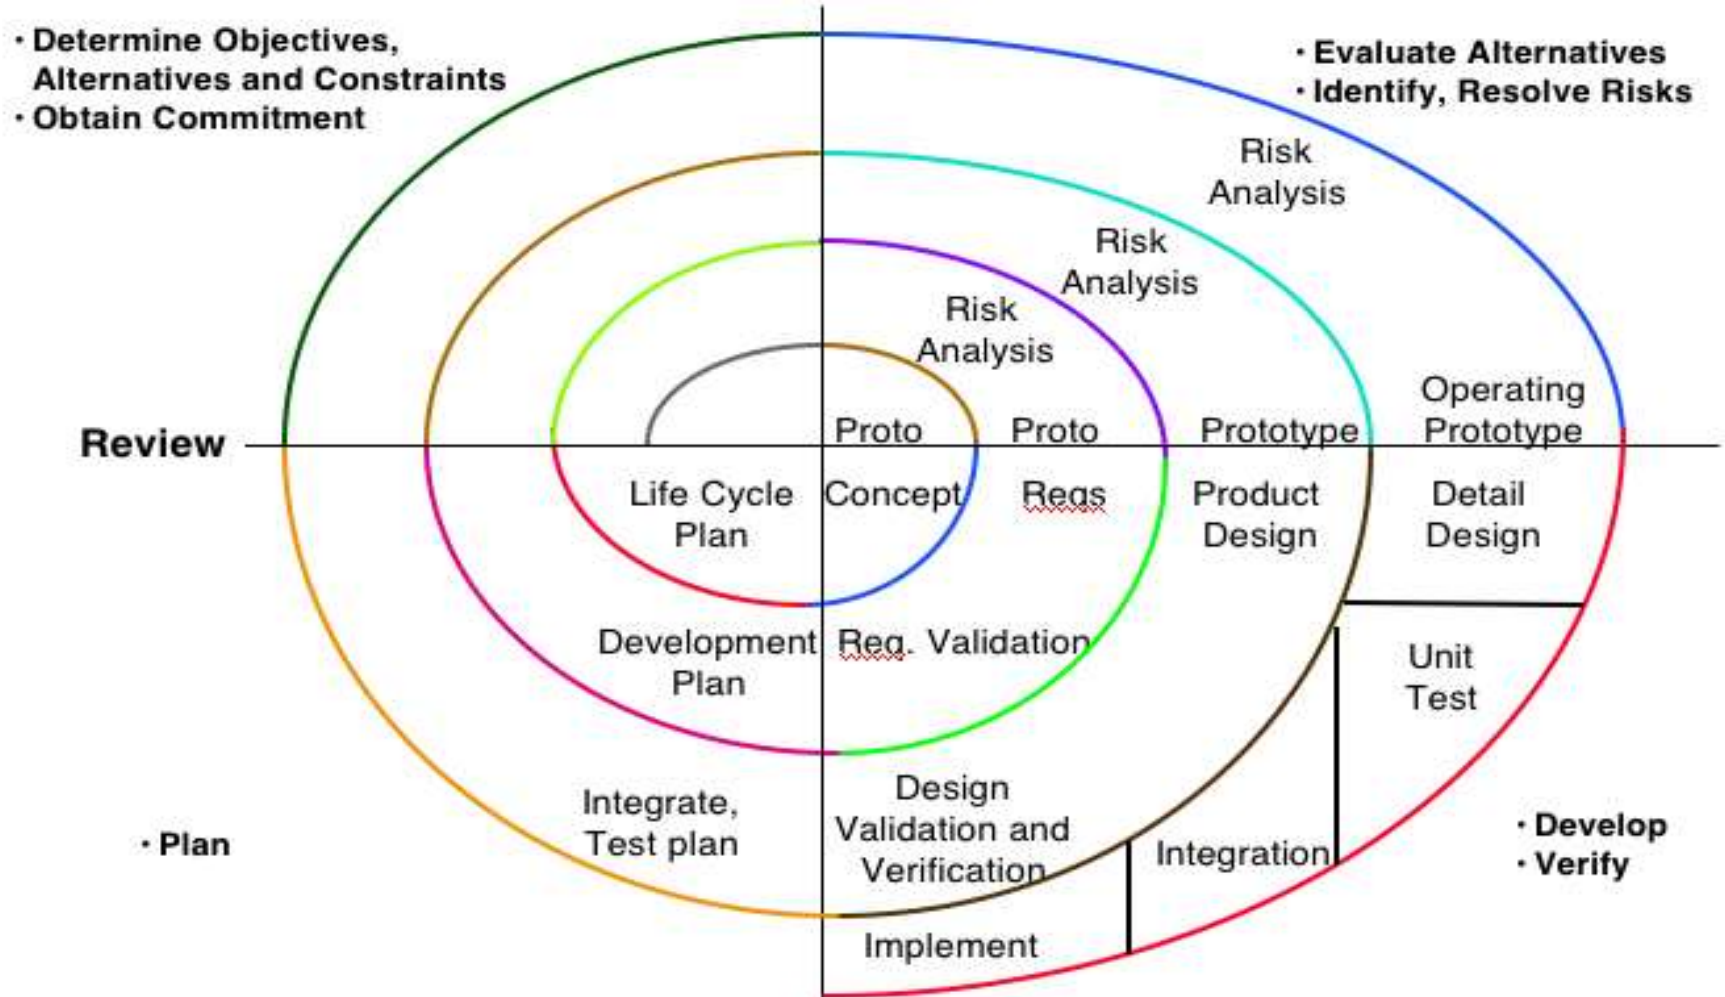 · Determine Objectives,
Alternatives and Constraints
· Obtain Commitment
· Evaluate Alternatives
· Identify, Resolve Risks
Risk
Analysis
Risk
Analysis
Risk
Analysis
Operating
Prototype
Prototype
Proto
Proto
Review
Life Cycle
Plan
Concept
Reqs
Product
Design
Detail
Design
Development
Plan
Req. Validation
Unit
Test
Integrate,
Test plan
Design
Validation and
Verification
Integration
Implement
· Plan
· Develop
· Verify